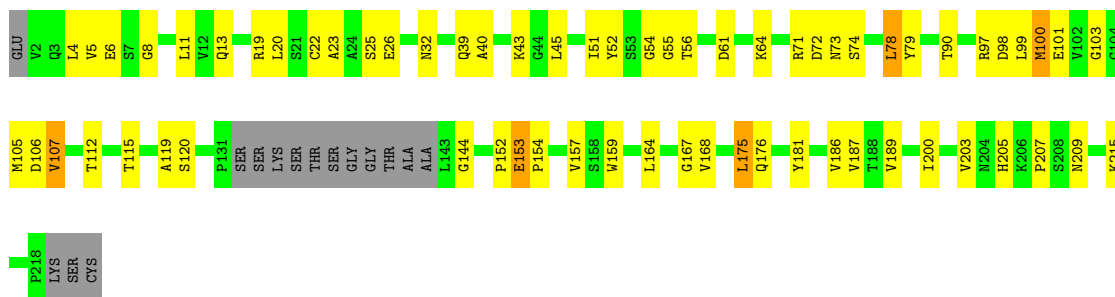 GLU V2 Q3 L4 V5 E6 S7 G8 L11 V12 Q13 R19 L20 S21 C22 A23 A24 S25 E26 N32 Q39 A40 K43 G44 L45 I51 Y52 S53 G54 G55 T56 D61 K64 R71 D72 N73 S74 L78 Y79 T90 R97 D98 L99 M100 E101 V102 G103 G104
M105 D106 V107 T112 T115 A119 S120 P131 SER SER LYS SER THR SER GLY GLY THR ALA ALA L143 G144 P152 E153 P154 V157 S158 W159 L164 G167 V168 L175 Q176 Y181 V186 V187 T188 V189 I200 V203 N204 H205 K206 P207 S208 N209 K215
P218 LYS SER CYS